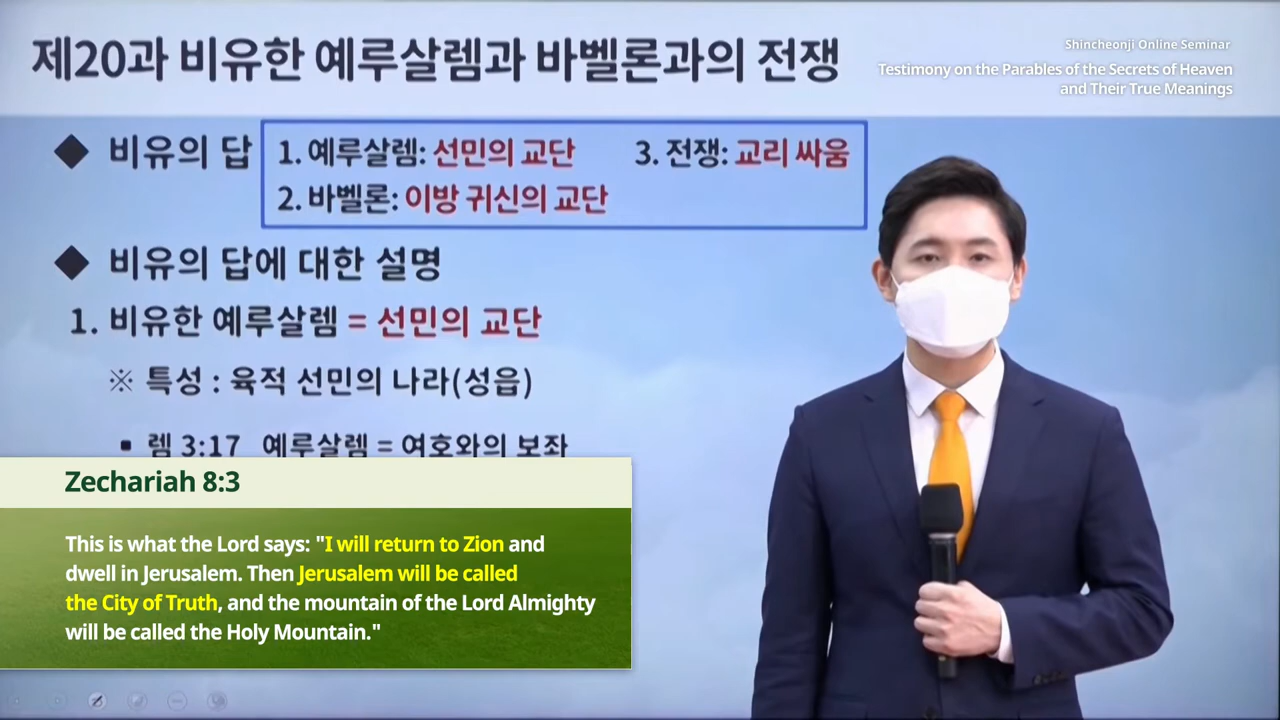 제20과 비유한 예루살렘과 바벨론과의 전쟁
Shincheonji Online Seminar
Testimony on the Parables of the Secrets of Heaven
and Their True Meanings
◆ 비유의 답
1. 예루살렘: 선민의 교단 3. 전쟁: 교리 싸움
2. 바벨론: 이방 귀신의 교단
◆ 비유의 답에 대한 설명
1. 비유한 예루살렘 = 선민의 교단
※ 특성 : 육적 선민의 나라(성읍)
▪ 렘 3:17 예루살렘 = 여호와의 보좌
Zechariah 8:3
This is what the Lord says: "I will return to Zion and
dwell in Jerusalem. Then Jerusalem will be called
the City of Truth, and the mountain of the Lord Almighty
will be called the Holy Mountain."